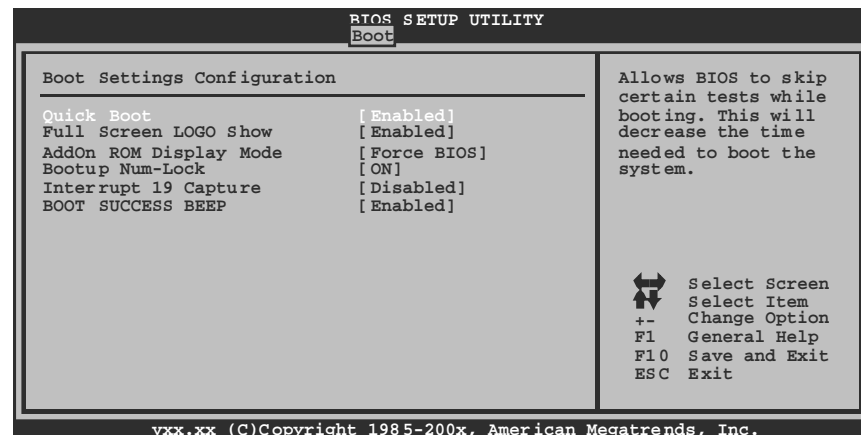 BIOS SETUP UTILITY
Boot
Boot Settings Configuration
Quick Boot [Enabled]
Full Screen LOGO Show [Enabled]
AddOn ROM Display Mode [Force BIOS]
Bootup Num-Lock [ON]
Interrupt 19 Capture [Disabled]
BOOT SUCCESS BEEP [Enabled]
Allows BIOS to skip
certain tests while
booting. This will
decrease the time
needed to boot the
system.
Select Screen
Select Item
+- Change Option
F1 General Help
F10 Save and Exit
ESC Exit
vxx.xx (C)Copyright 1985-200x, American Megatrends, Inc.